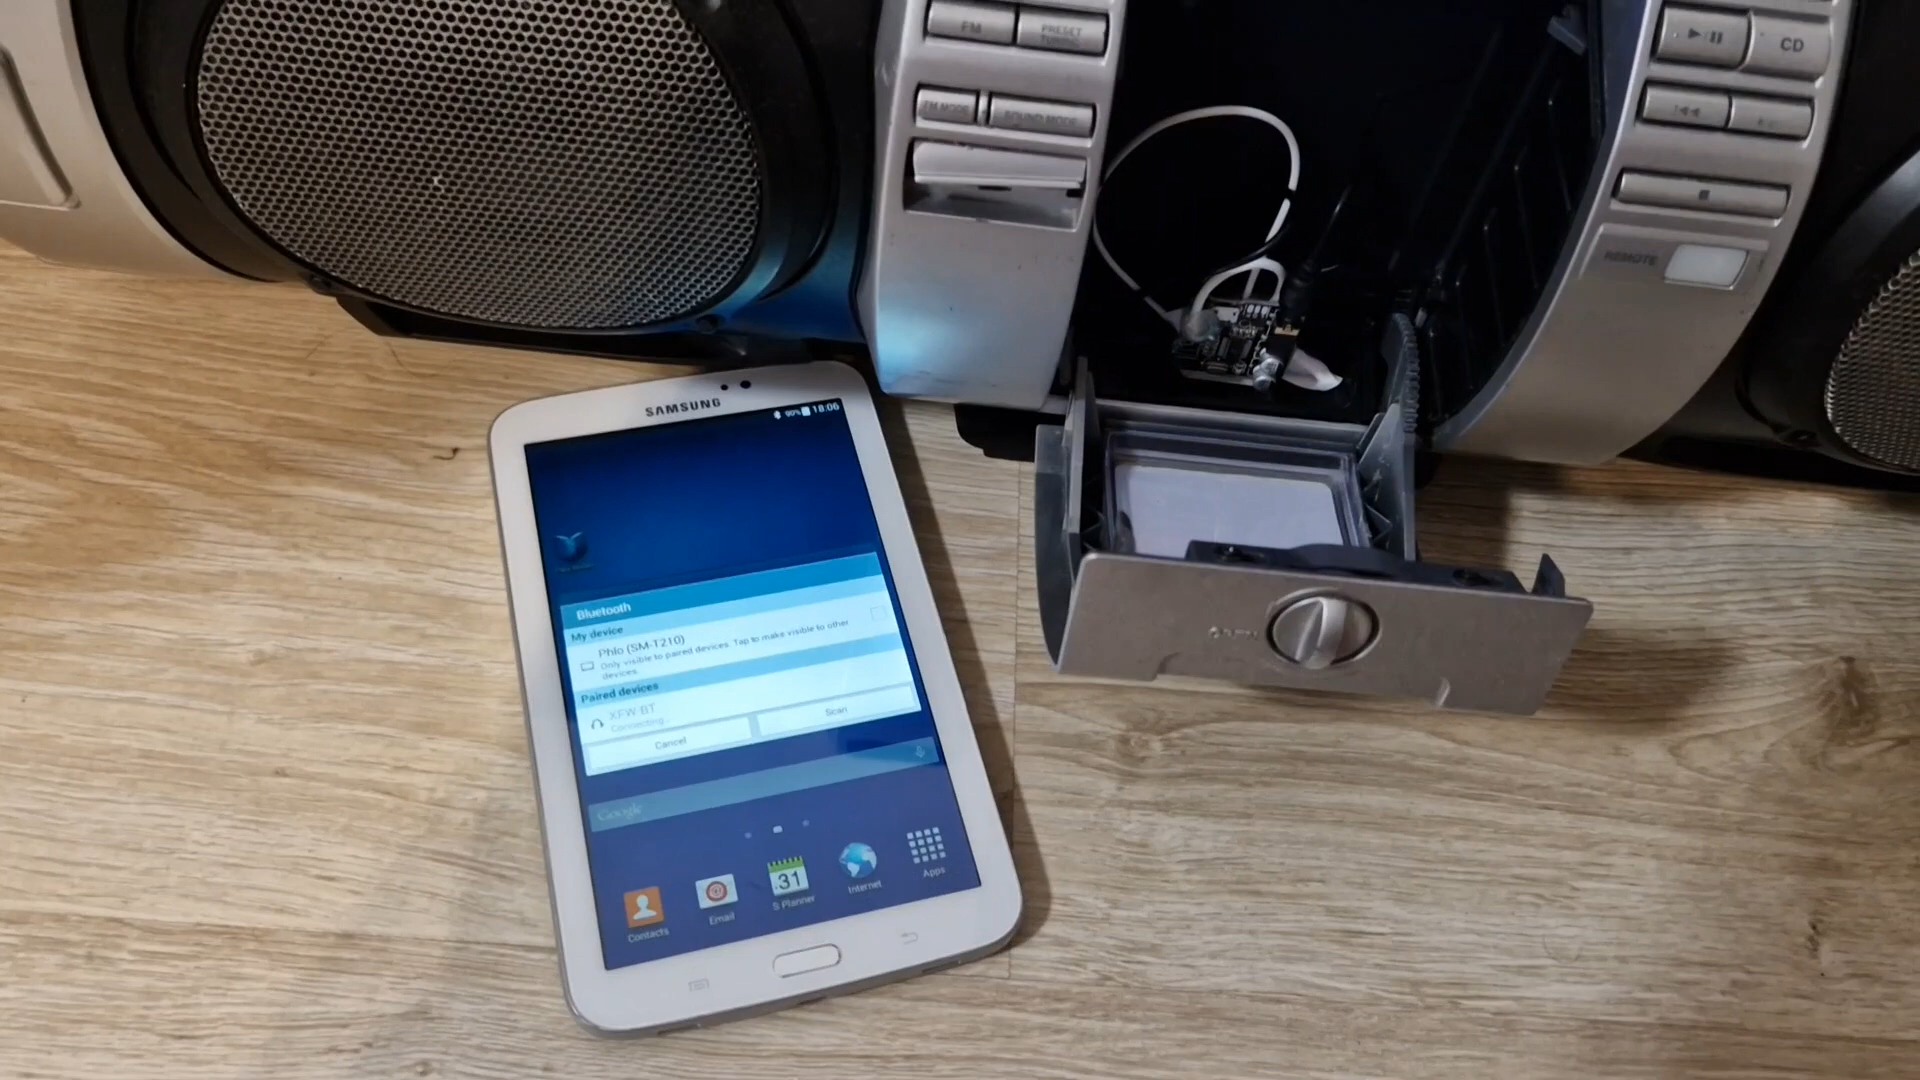 FM
PRESET
TUNING
FM MODE
SOUND MODE
CD
REMOTE
SAMSUNG
90%
18:06
Bluetooth
My device
Phlo (SM-T210)
Only visible to paired devices. Tap to make visible to other
devices.
Paired devices
XFW-BT
Connecting...
Cancel
Scan
Google
31
Contacts
Email
S Planner
Internet
Apps